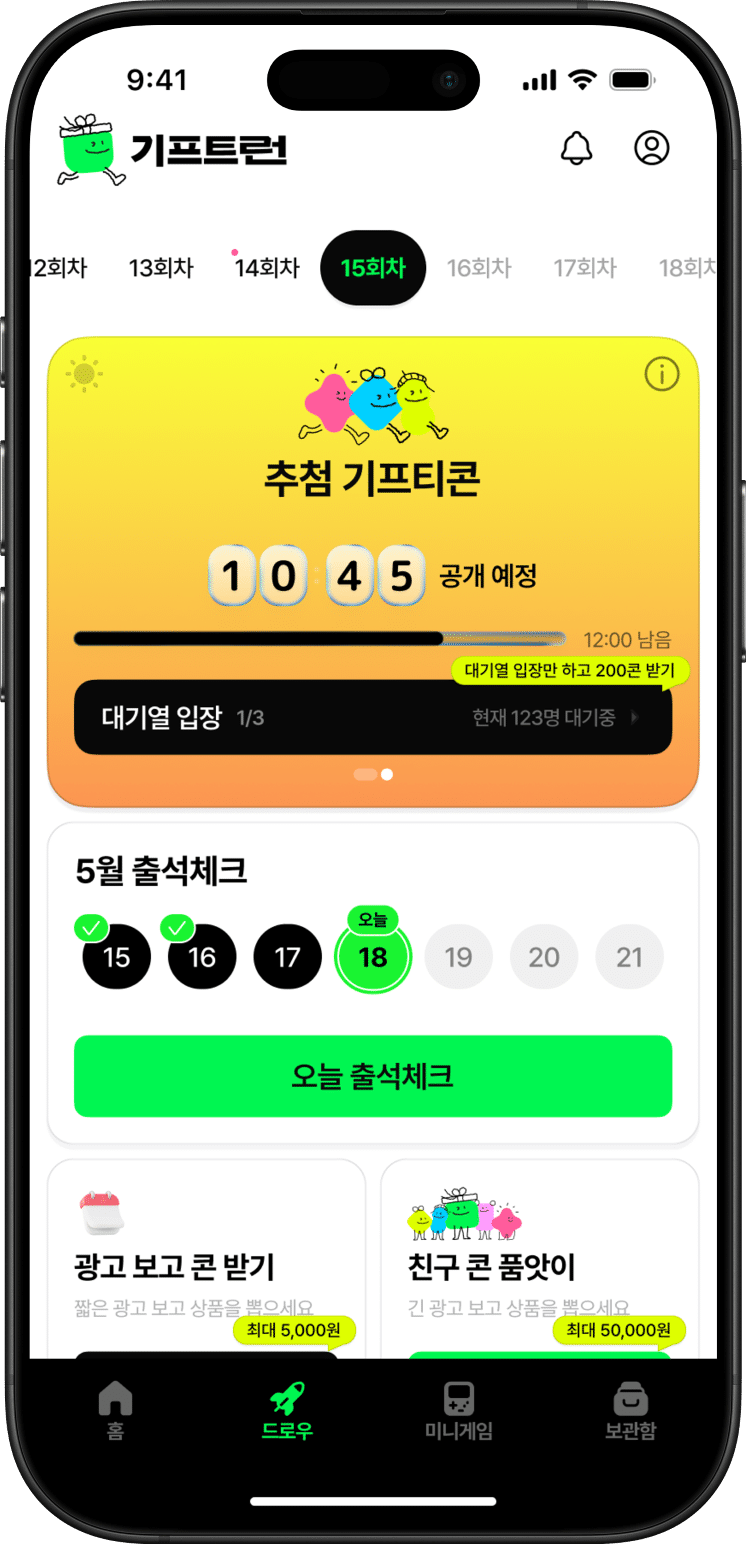 9:41
기프트런
12회차 13회차 14회차 15회차 16회차 17회차 18회차
추첨 기프티콘
10:45 공개 예정
12:00 남음
대기열 입장만 하고 200콘 받기
대기열 입장 1/3 현재 123명 대기중
5월 출석체크
오늘
15 16 17 18 19 20 21
오늘 출석체크
광고 보고 콘 받기
짧은 광고 보고 상품을 뽑으세요
최대 5,000원
친구 콘 품앗이
긴 광고 보고 상품을 뽑으세요
최대 50,000원
홈 드로우 미니게임 보관함